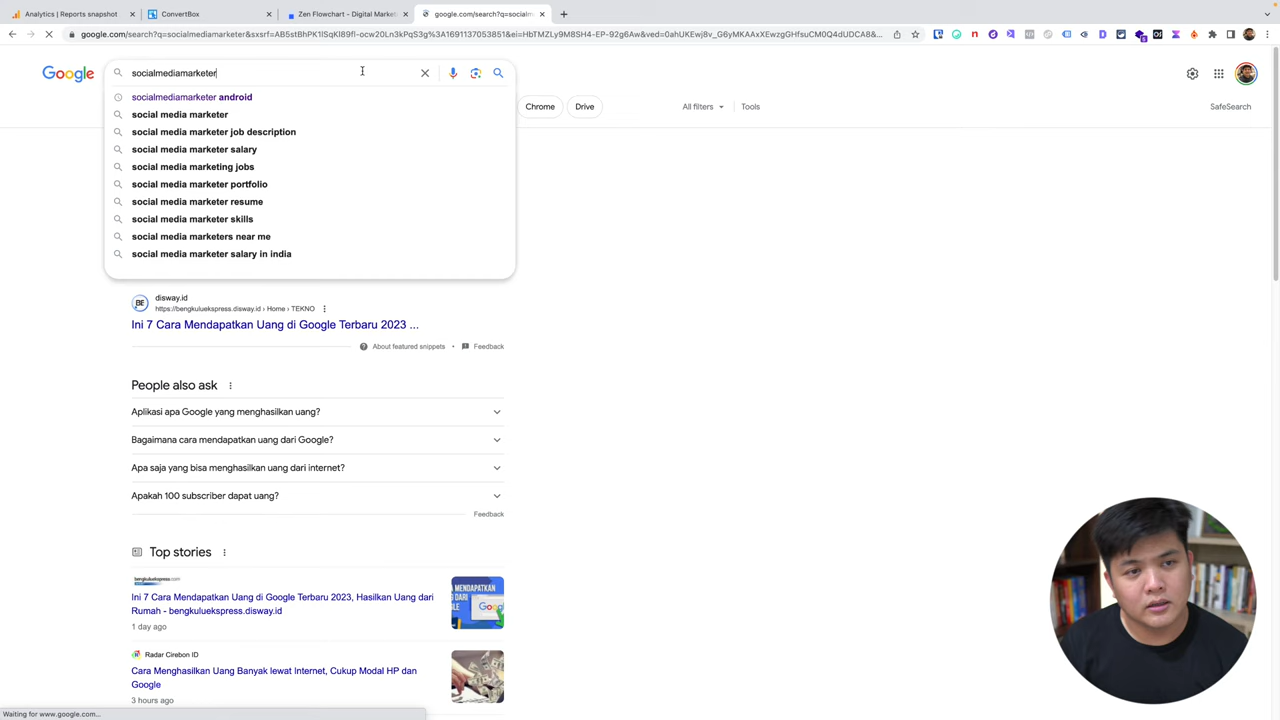 Analytics | Reports snapshot
ConvertBox
Zen Flowchart - Digital Market
google.com/search?q=socialm
google.com/search?q=socialmediamarketer&sxsrf=AB5stBhPK1ISqKl89fl-ocw20Ln3kPqS3g%3A1691137053851&ei=HbTMZLy9M8SH4-EP-92g6Aw&ved=0ahUKEwj8v_G6yMKAAxXEwzgGHfsuCM0Q4dUDCA8&...
Google
socialmediamarketer
socialmediamarketer android
social media marketer
social media marketer job description
social media marketer salary
social media marketing jobs
social media marketer portfolio
social media marketer resume
social media marketer skills
social media marketers near me
social media marketer salary in india
Chrome
Drive
All filters
Tools
SafeSearch
BE
disway.id
https://bengkuluekspress.disway.id › Home › TEKNO
Ini 7 Cara Mendapatkan Uang di Google Terbaru 2023 ...
About featured snippets
•
Feedback
People also ask
Aplikasi apa Google yang menghasilkan uang?
Bagaimana cara mendapatkan uang dari Google?
Apa saja yang bisa menghasilkan uang dari internet?
Apakah 100 subscriber dapat uang?
Feedback
Top stories
bengkuluekspress.com
Ini 7 Cara Mendapatkan Uang di Google Terbaru 2023, Hasilkan Uang dari
Rumah - bengkuluekspress.disway.id
1 day ago
Radar Cirebon ID
Cara Menghasilkan Uang Banyak lewat Internet, Cukup Modal HP dan
Google
3 hours ago
Waiting for www.google.com...